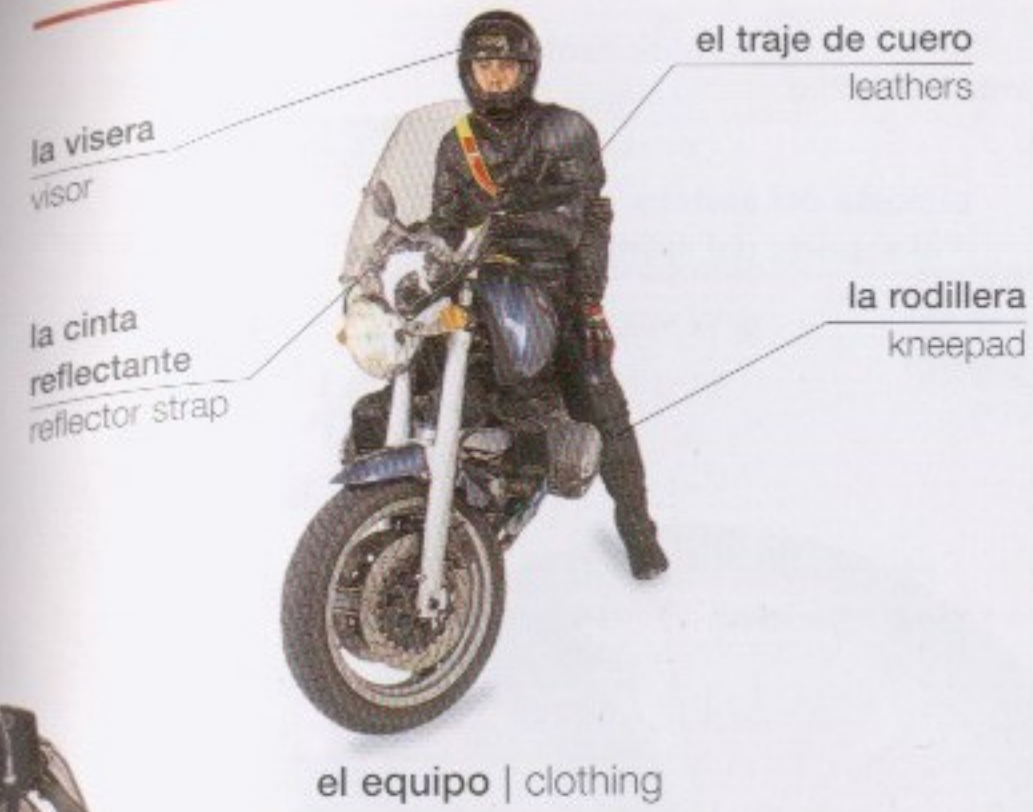 la visera
visor
la cinta
reflectante
reflector strap
el traje de cuero
leathers
la rodillera
kneepad
el equipo | clothing